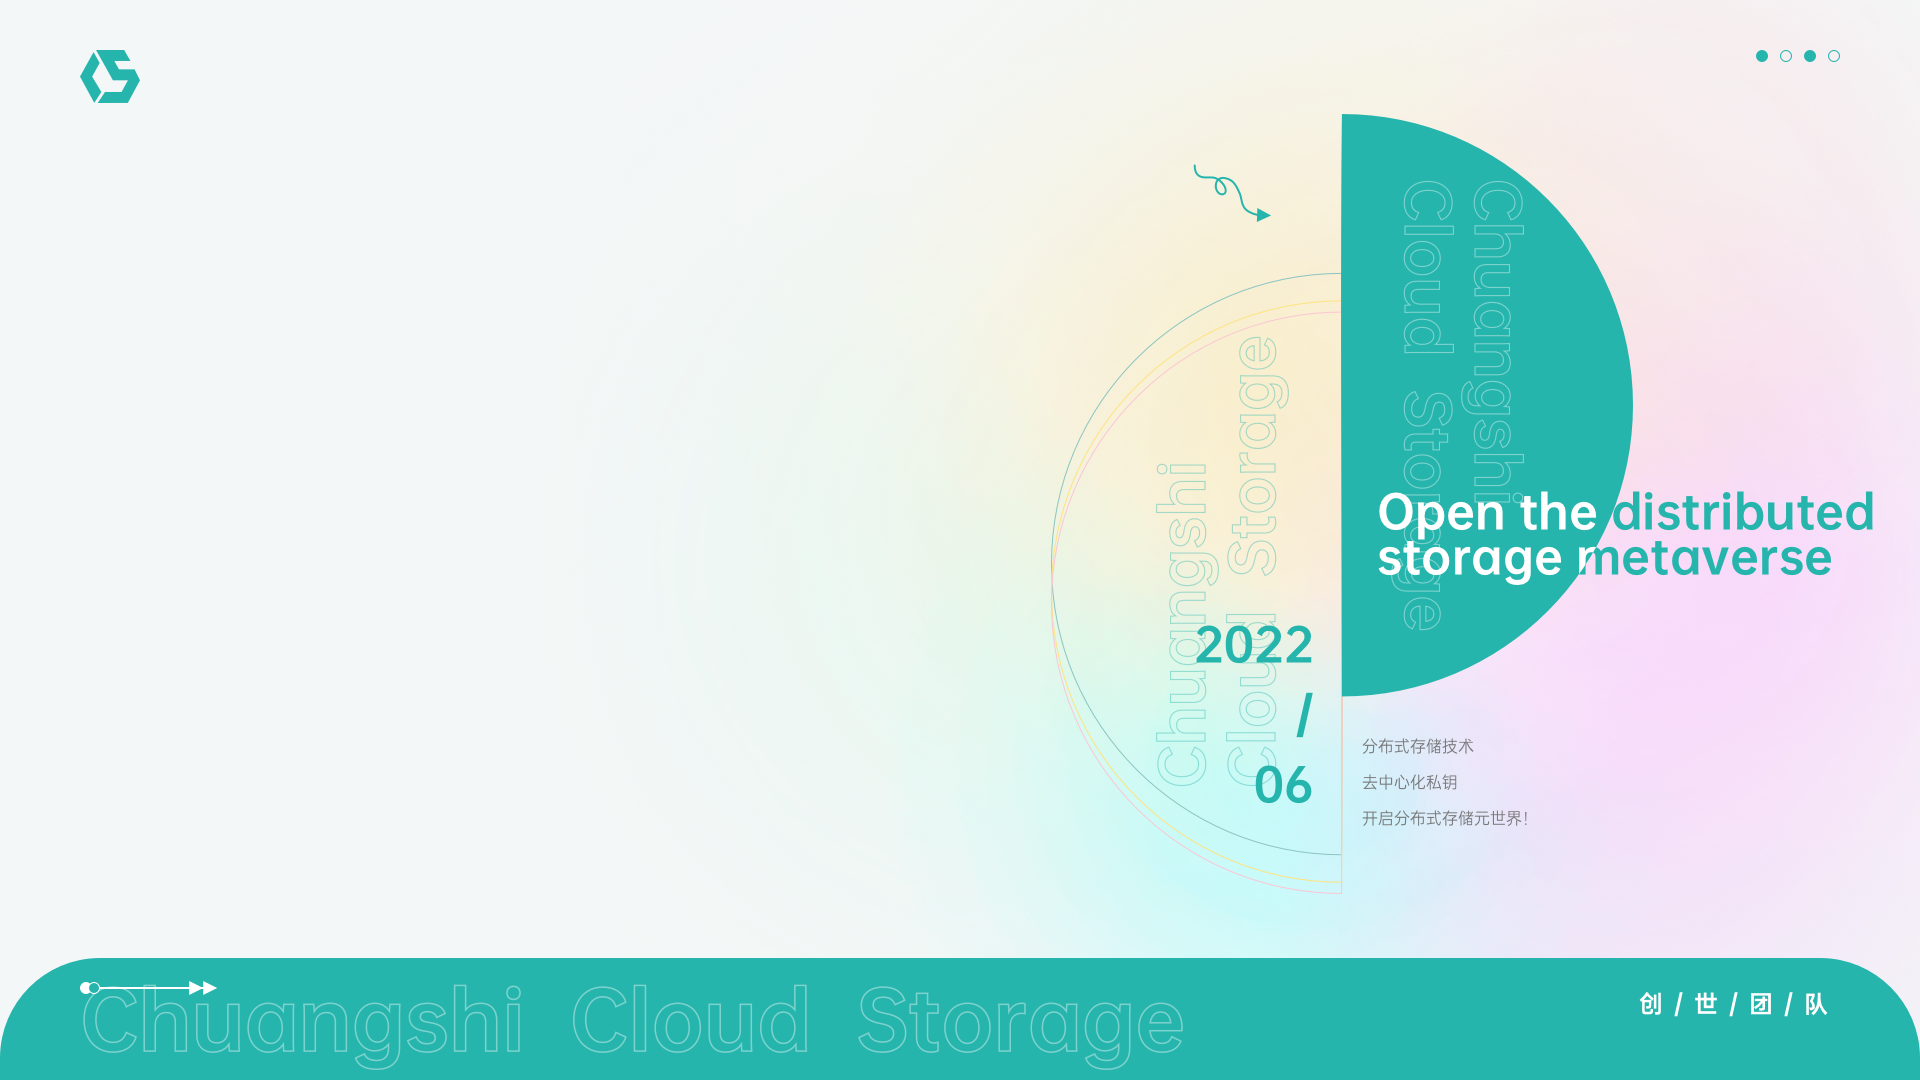 Chuangshi
Cloud Storage
Chuangshi
Cloud Storage
Open the distributed
storage metaverse
2022
/
06
分布式存储技术
去中心化私钥
开启分布式存储元世界!
Chuangshi Cloud Storage
创 / 世 / 团 / 队